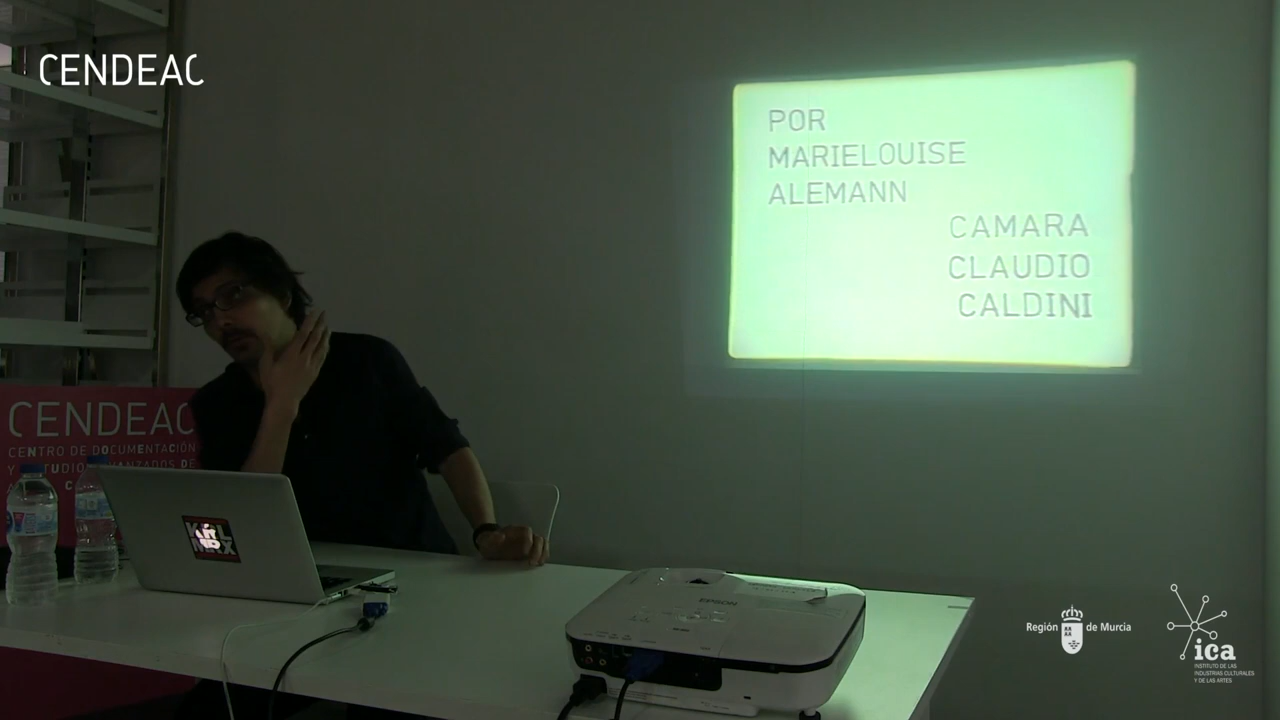 CENDEAC
POR
MARIELOUISE
ALEMANN
CAMARA
CLAUDIO
CALDINI
CENDEAC
CENTRO DE DOCUMENTACIÓN
EPSON
Región de Murcia
ica
INSTITUTO DE LAS
INDUSTRIAS CULTURALES
Y DE LAS ARTES